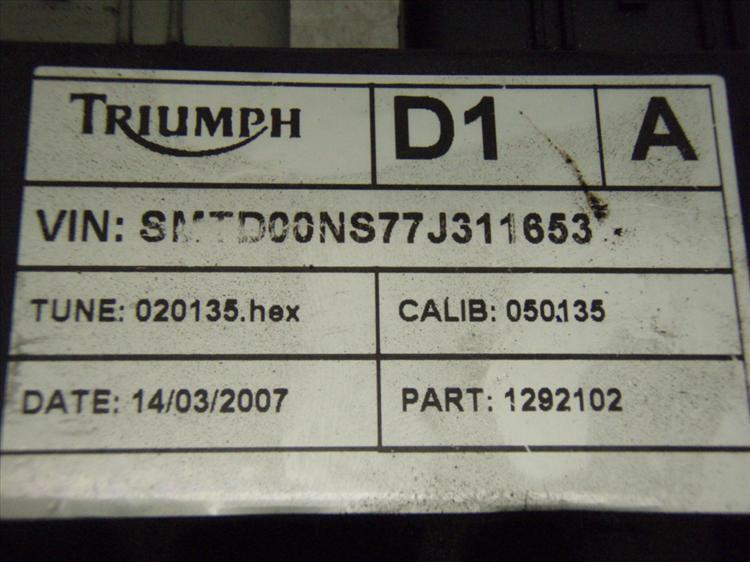 TRIUMPH D1 A
VIN: SMTD00NS77J311653
TUNE: 020135.hex CALIB: 050135
DATE: 14/03/2007 PART: 1292102